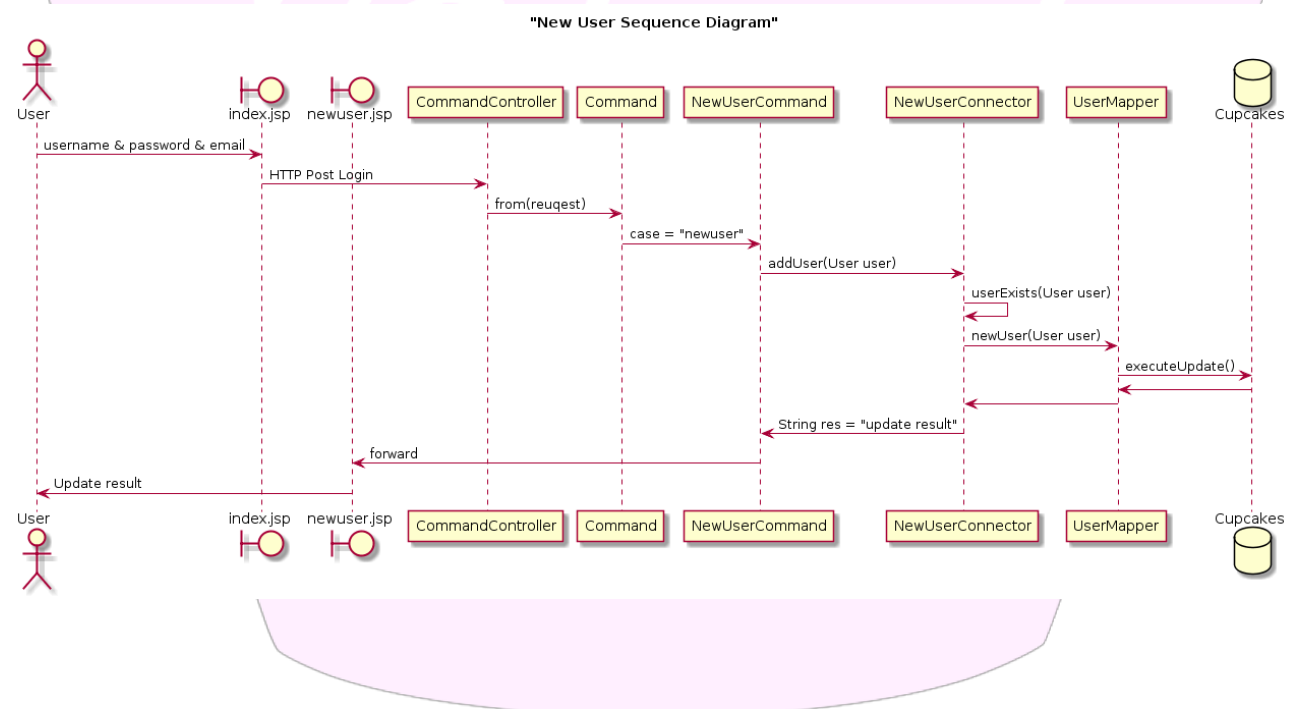 "New User Sequence Diagram"
User
index.jsp
newuser.jsp
CommandController
Command
NewUserCommand
NewUserConnector
UserMapper
Cupcakes
username & password & email
HTTP Post Login
from(reuqest)
case = "newuser"
addUser(User user)
userExists(User user)
newUser(User user)
executeUpdate()
String res = "update result"
forward
Update result
User
index.jsp
newuser.jsp
CommandController
Command
NewUserCommand
NewUserConnector
UserMapper
Cupcakes